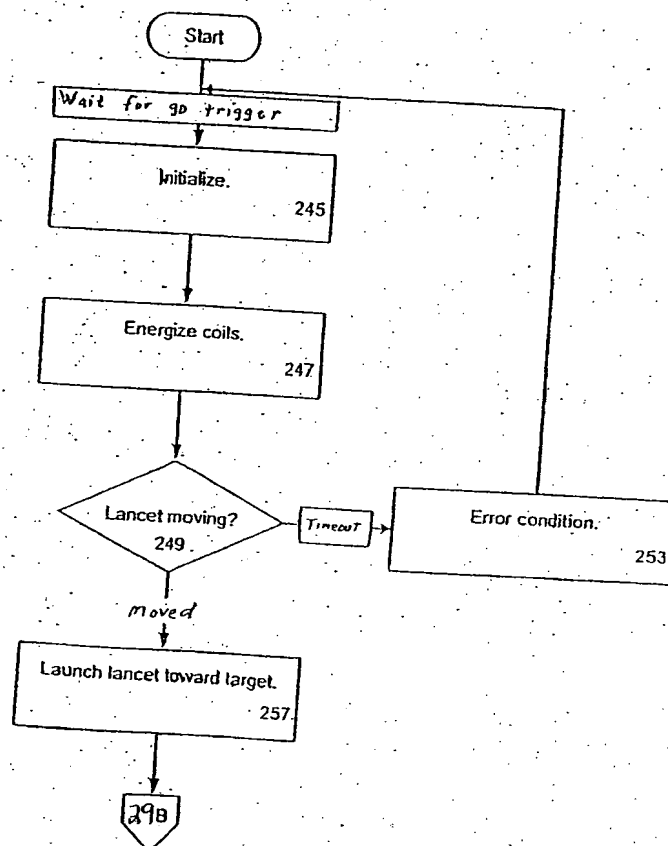 Start
Wait for go trigger
Initialize.
245
Energize coils.
247
Lancet moving?
249
Timeout
Error condition.
253
moved
Launch lancet toward target.
257
29B